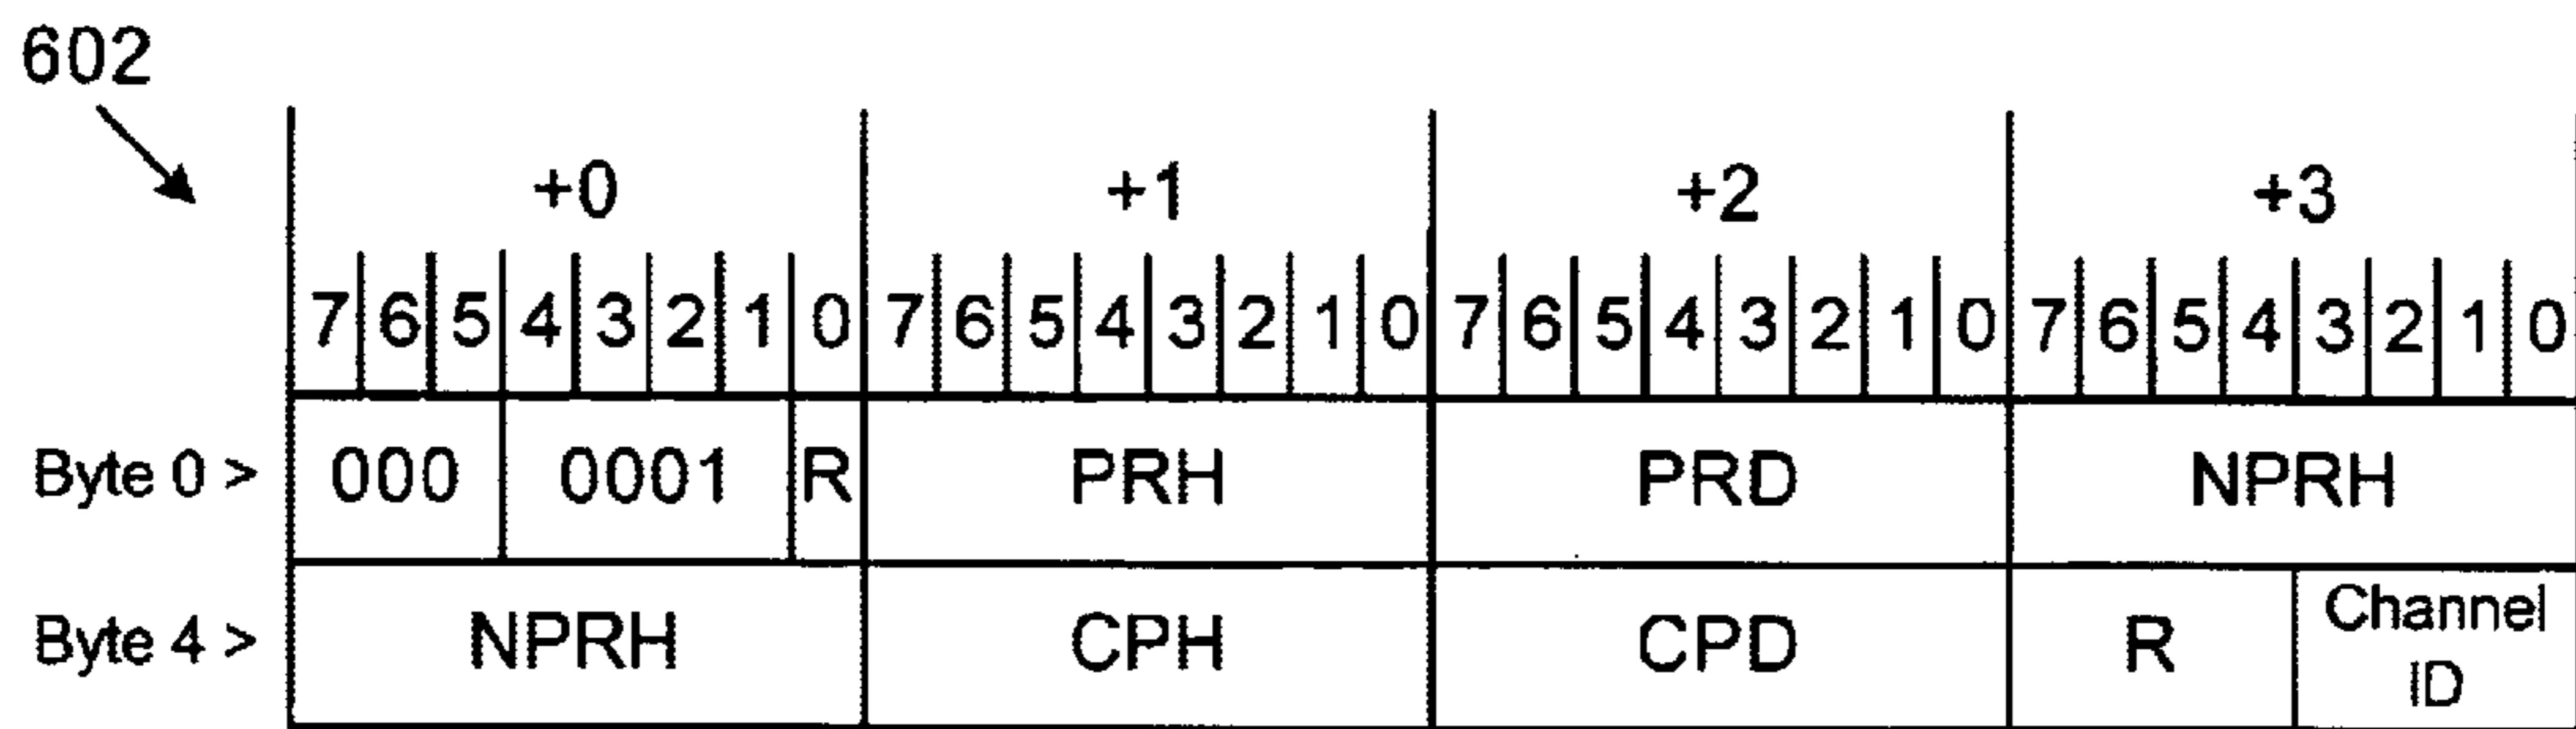 602
+0 +1 +2 +3
7 6 5 4 3 2 1 0 7 6 5 4 3 2 1 0 7 6 5 4 3 2 1 0 7 6 5 4 3 2 1 0
Byte 0 > 000 0001 R PRH PRD NPRH
Byte 4 > NPRH CPH CPD R Channel
ID